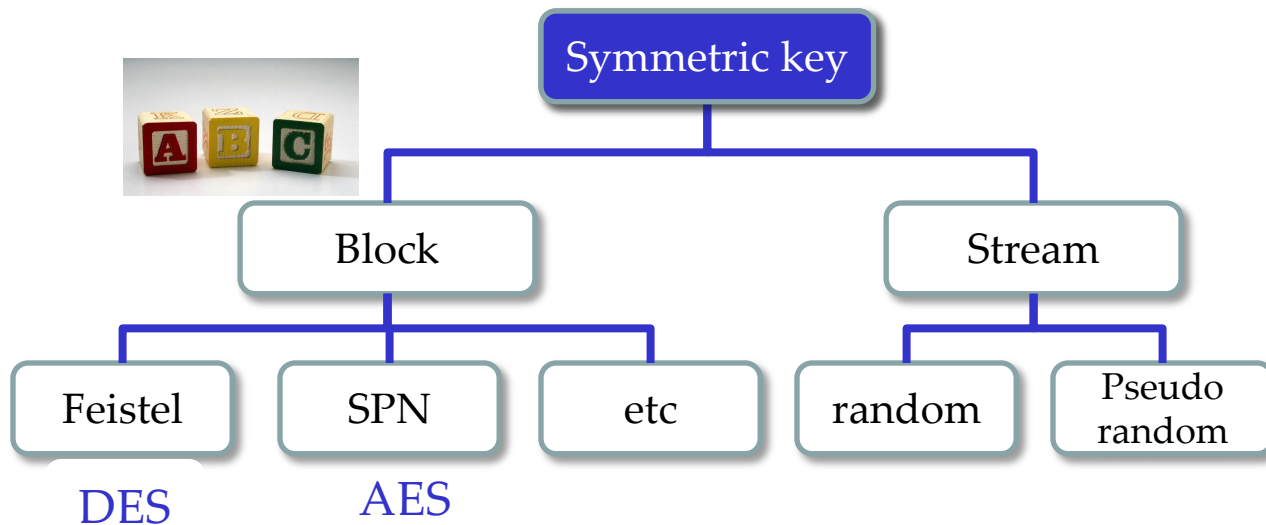 Symmetric key
A B C
Block
Stream
Feistel
SPN
etc
random
Pseudo
random
DES
AES